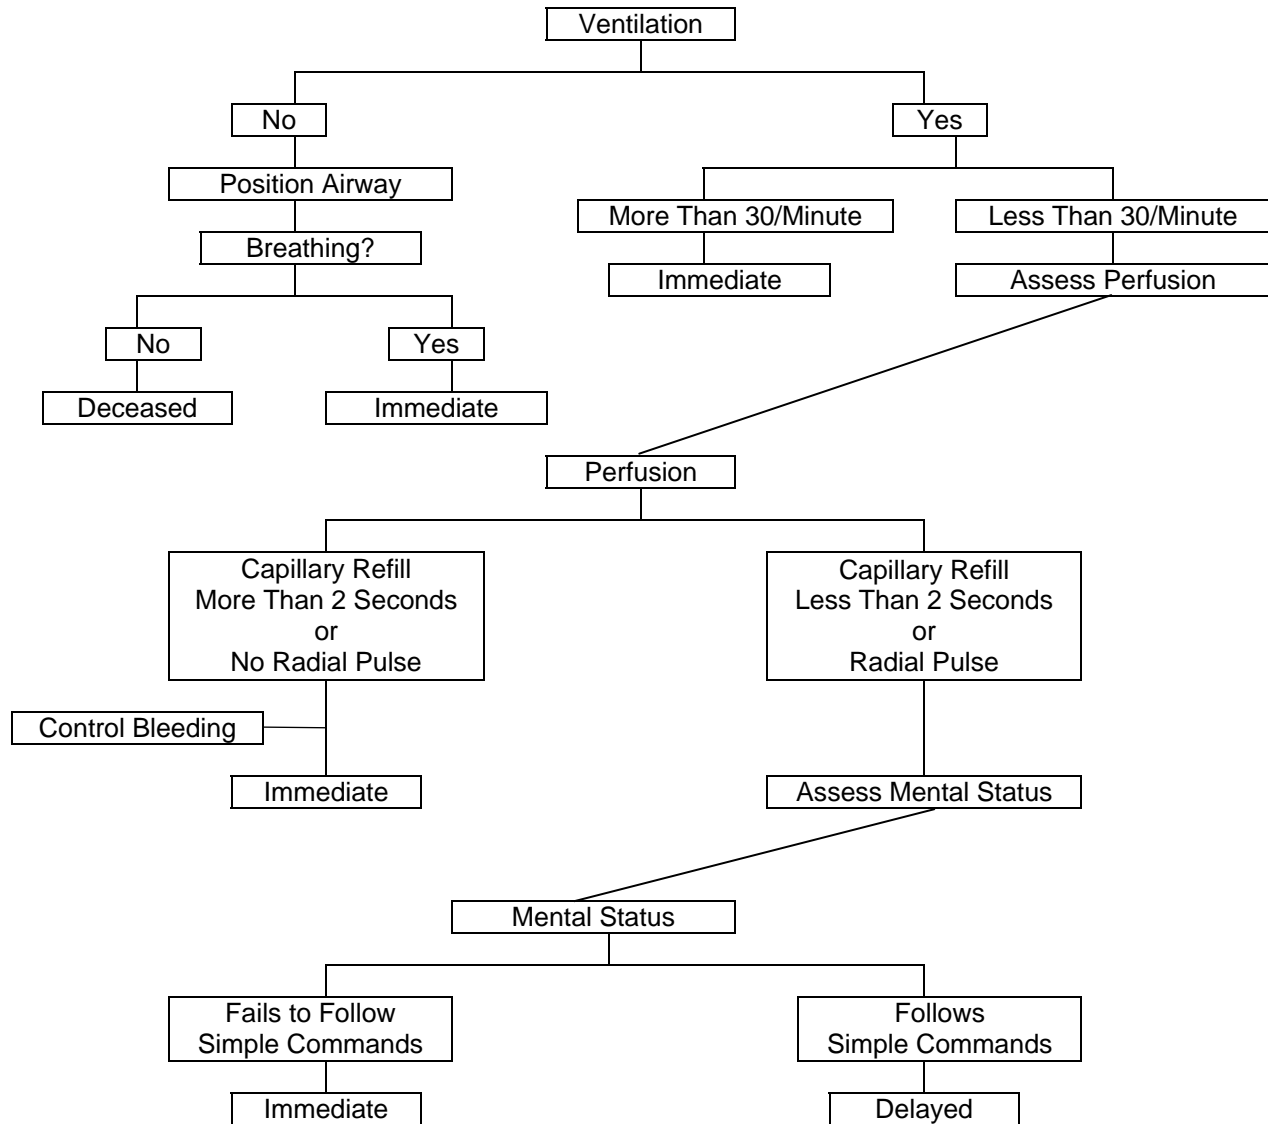 Ventilation
No
Yes
Position Airway
More Than 30/Minute
Less Than 30/Minute
Breathing?
Immediate
Assess Perfusion
No
Yes
Deceased
Immediate
Perfusion
Capillary Refill
More Than 2 Seconds
or
No Radial Pulse
Capillary Refill
Less Than 2 Seconds
or
Radial Pulse
Control Bleeding
Immediate
Assess Mental Status
Mental Status
Fails to Follow
Simple Commands
Follows
Simple Commands
Immediate
Delayed